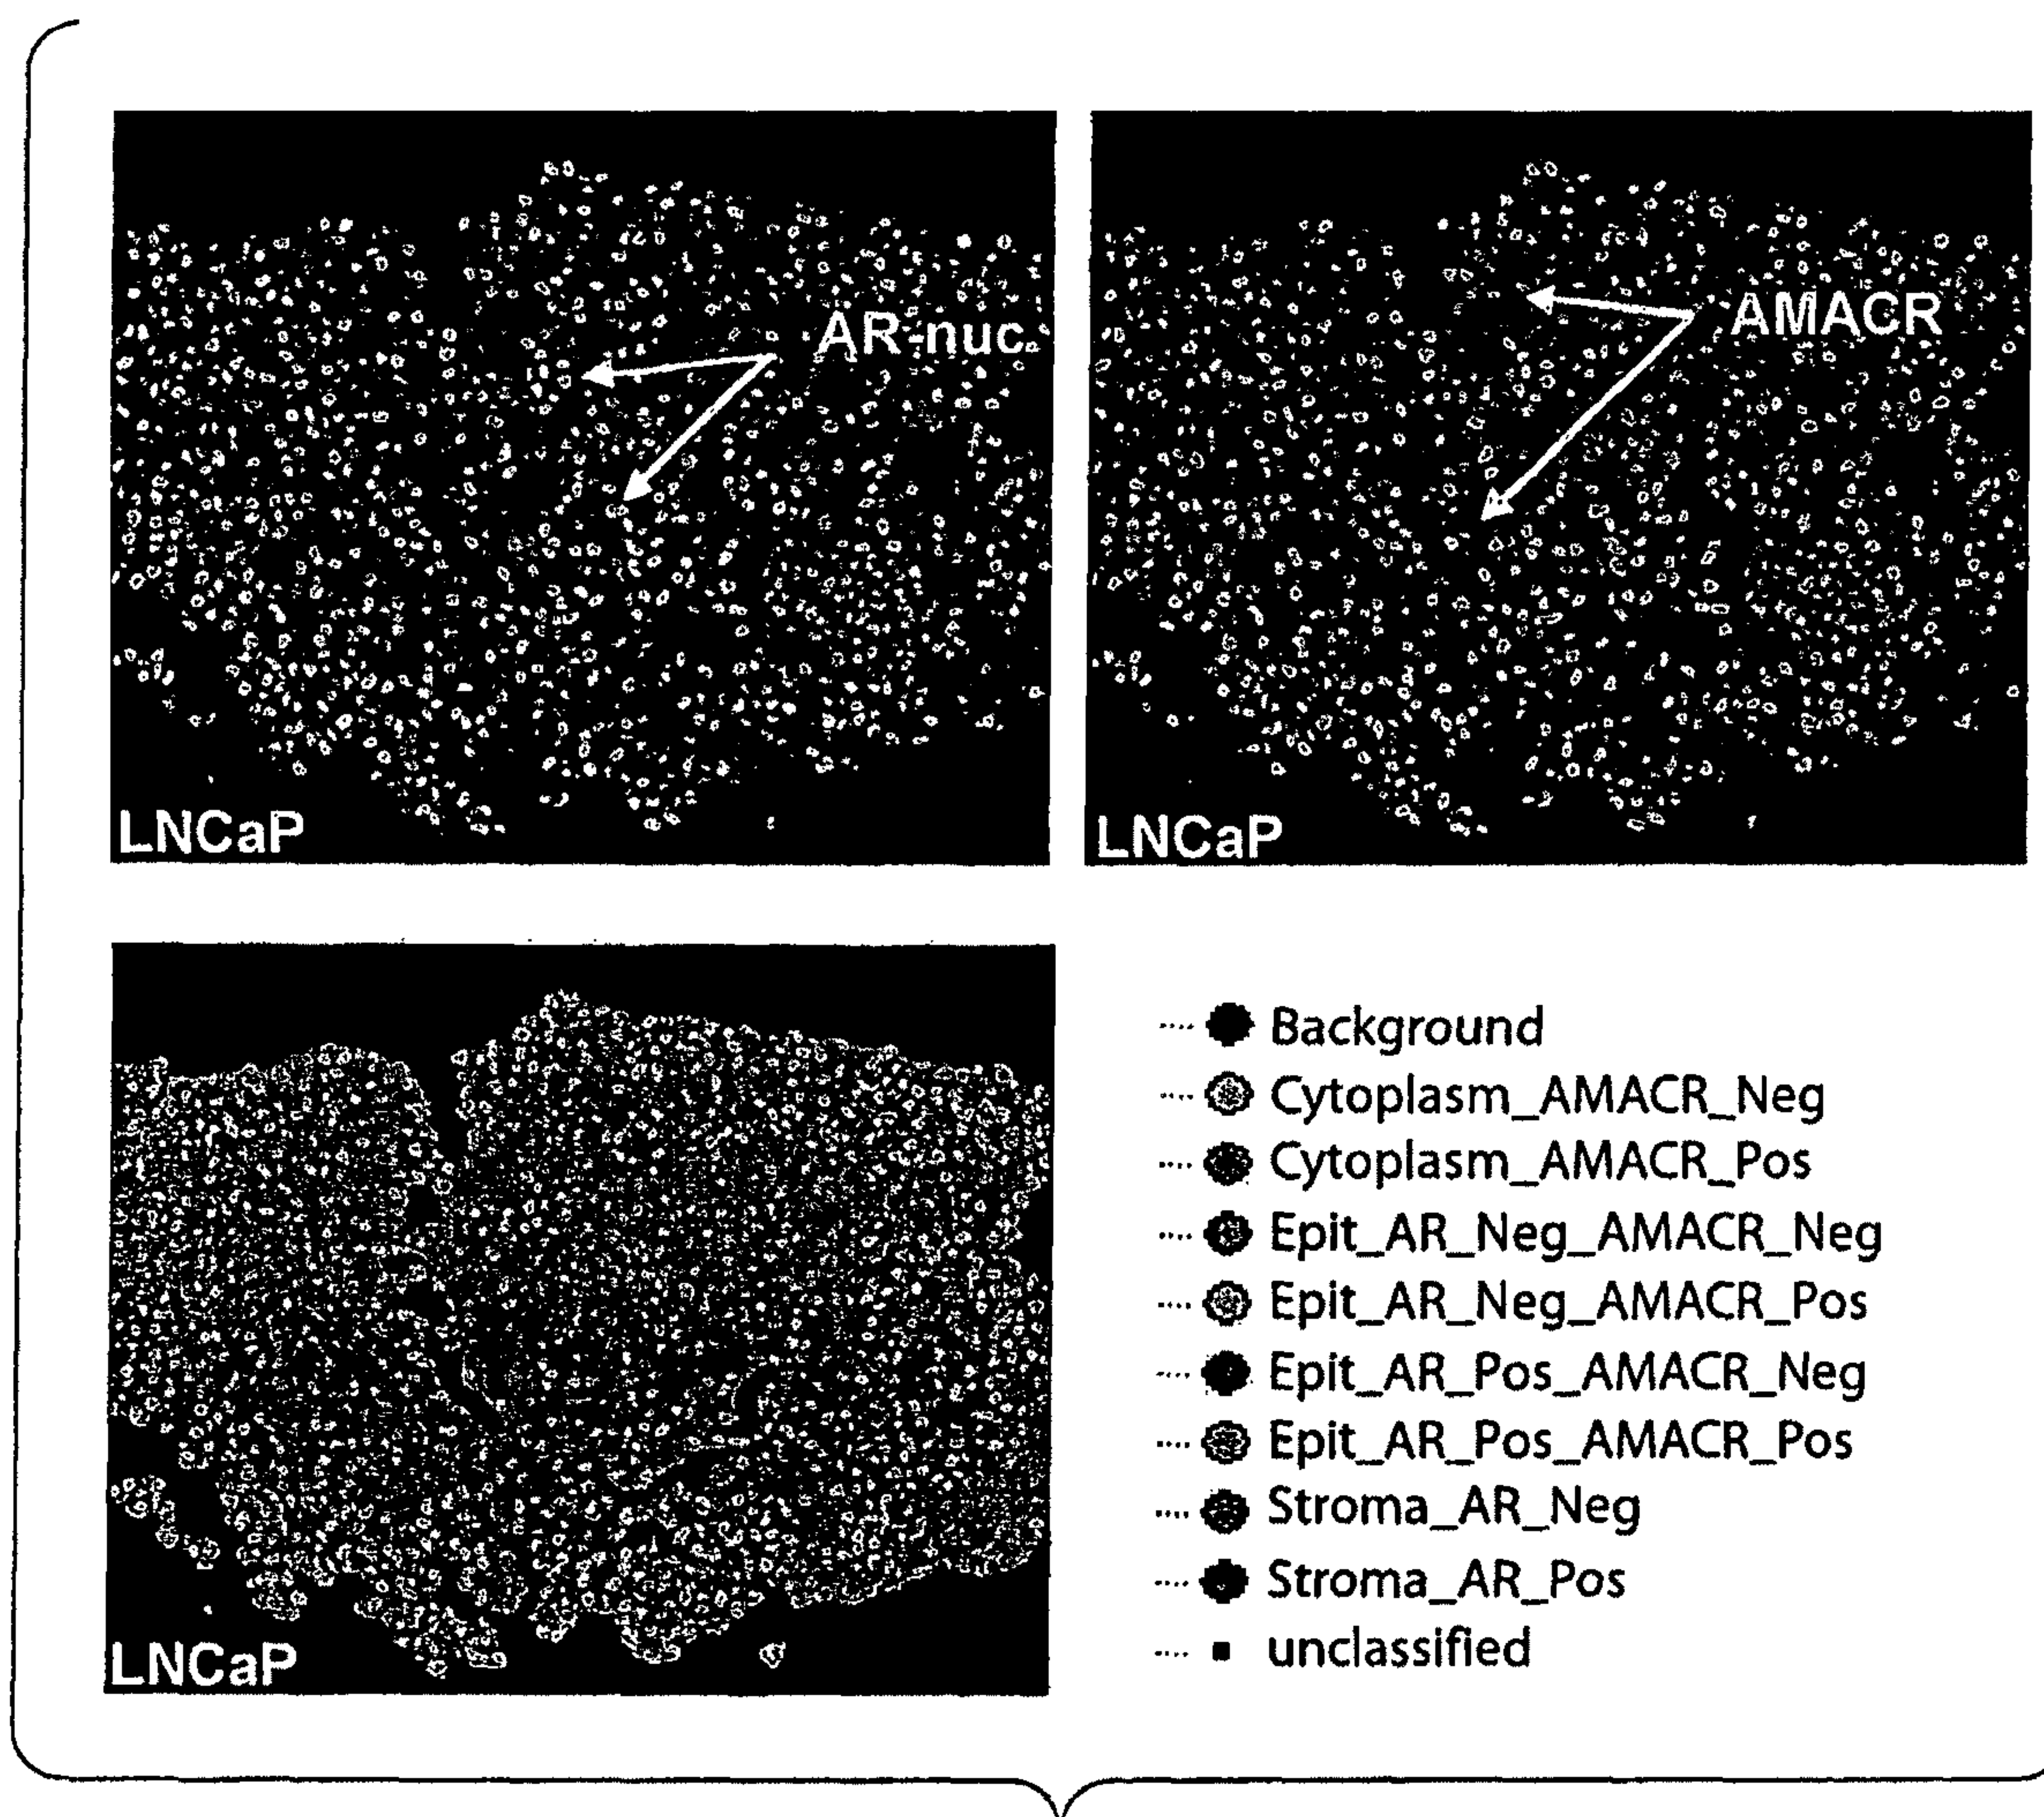 AR-nuc.
LNCaP
AMACR
LNCaP
LNCaP
Background
Cytoplasm_AMACR_Neg
Cytoplasm_AMACR_Pos
Epit_AR_Neg_AMACR_Neg
Epit_AR_Neg_AMACR_Pos
Epit_AR_Pos_AMACR_Neg
Epit_AR_Pos_AMACR_Pos
Stroma_AR_Neg
Stroma_AR_Pos
unclassified